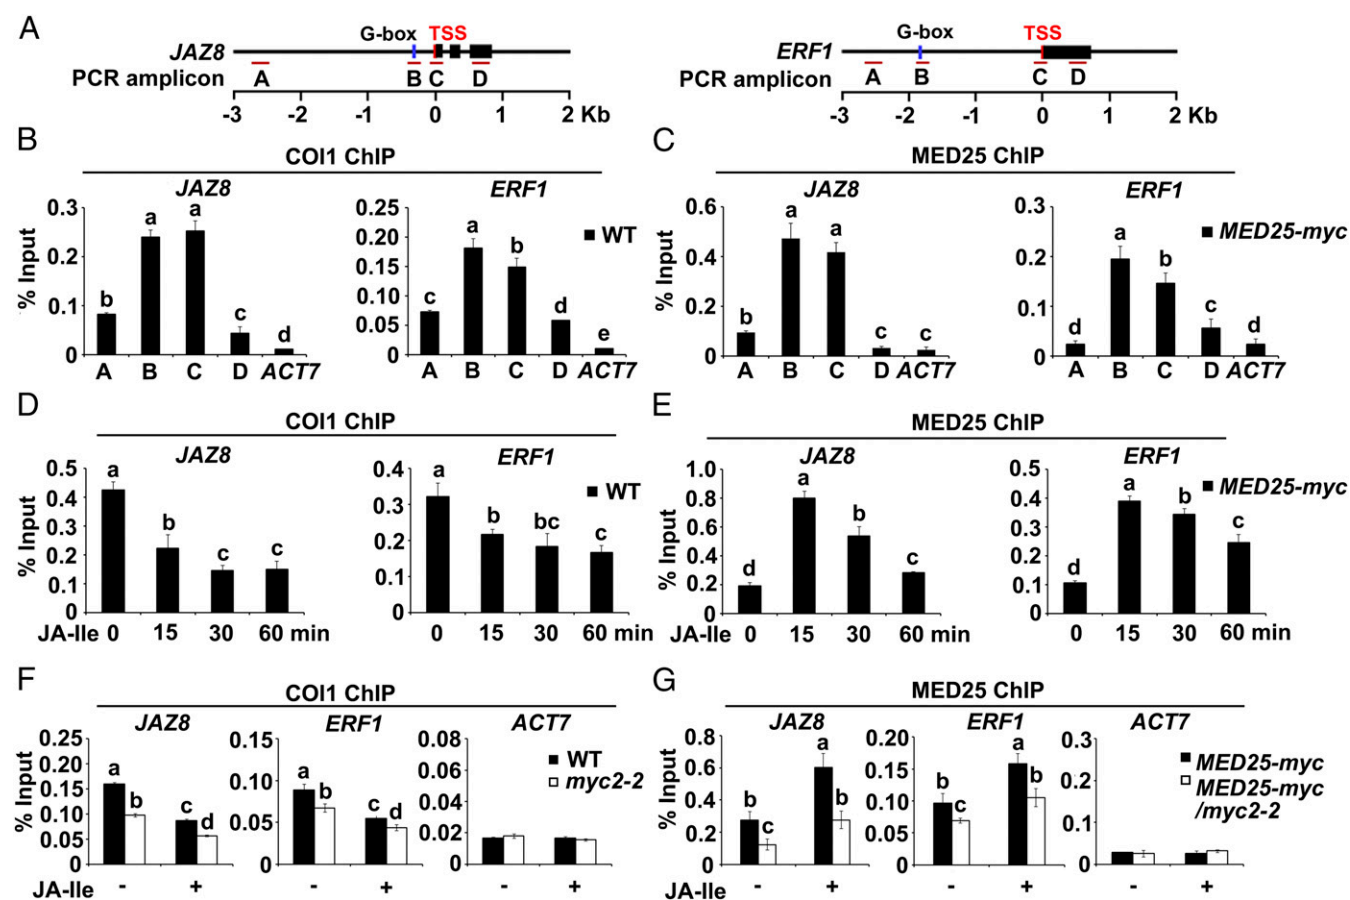 A
G-box TSS
JAZ8
PCR amplicon A B C D
-3 -2 -1 0 1 2 Kb
G-box TSS
ERF1
PCR amplicon A B C D
-3 -2 -1 0 1 2 Kb
B
COI1 ChIP
JAZ8
% Input
0.3
0.2
0.1
0
b a a c d
A B C D ACT7
ERF1
0.25
0.20
0.15
0.10
0.05
0
c a b d e
A B C D ACT7
WT
C
MED25 ChIP
JAZ8
% Input
0.6
0.4
0.2
0
b a a c c
A B C D ACT7
ERF1
0.3
0.2
0.1
0
d a b c d
A B C D ACT7
MED25-myc
D
COI1 ChIP
JAZ8
% Input
0.5
0.4
0.3
0.2
0.1
0
a b c c
JA-Ile 0 15 30 60 min
ERF1
0.4
0.3
0.2
0.1
0
a b bc c
0 15 30 60 min
WT
E
MED25 ChIP
JAZ8
% Input
1.0
0.8
0.6
0.4
0.2
0
d a b c
JA-Ile 0 15 30 60 min
ERF1
0.5
0.4
0.3
0.2
0.1
0
d a b c
0 15 30 60 min
MED25-myc
F
COI1 ChIP
JAZ8
% Input
0.25
0.20
0.15
0.10
0.05
0
a b c d
JA-Ile - +
ERF1
0.15
0.10
0.05
0
a b c d
- +
ACT7
0.08
0.06
0.04
0.02
0
- +
WT
myc2-2
G
MED25 ChIP
JAZ8
% Input
0.8
0.6
0.4
0.2
0
b c a b
JA-Ile - +
ERF1
0.20
0.15
0.10
0.05
0
b c a b
- +
ACT7
0.3
0.2
0.1
0
- +
MED25-myc
MED25-myc
/myc2-2